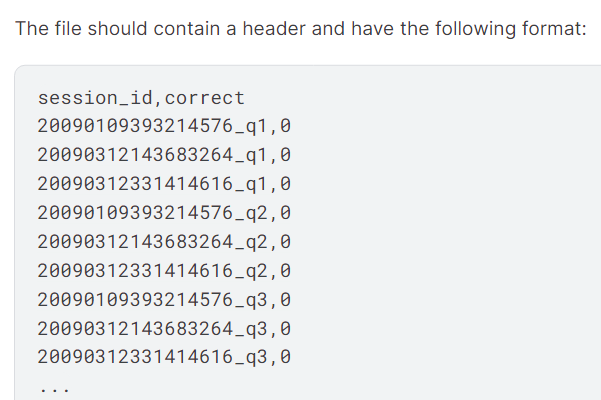 The file should contain a header and have the following format:
session_id,correct
20090109393214576_q1,0
20090312143683264_q1,0
20090312331414616_q1,0
20090109393214576_q2,0
20090312143683264_q2,0
20090312331414616_q2,0
20090109393214576_q3,0
20090312143683264_q3,0
20090312331414616_q3,0
...